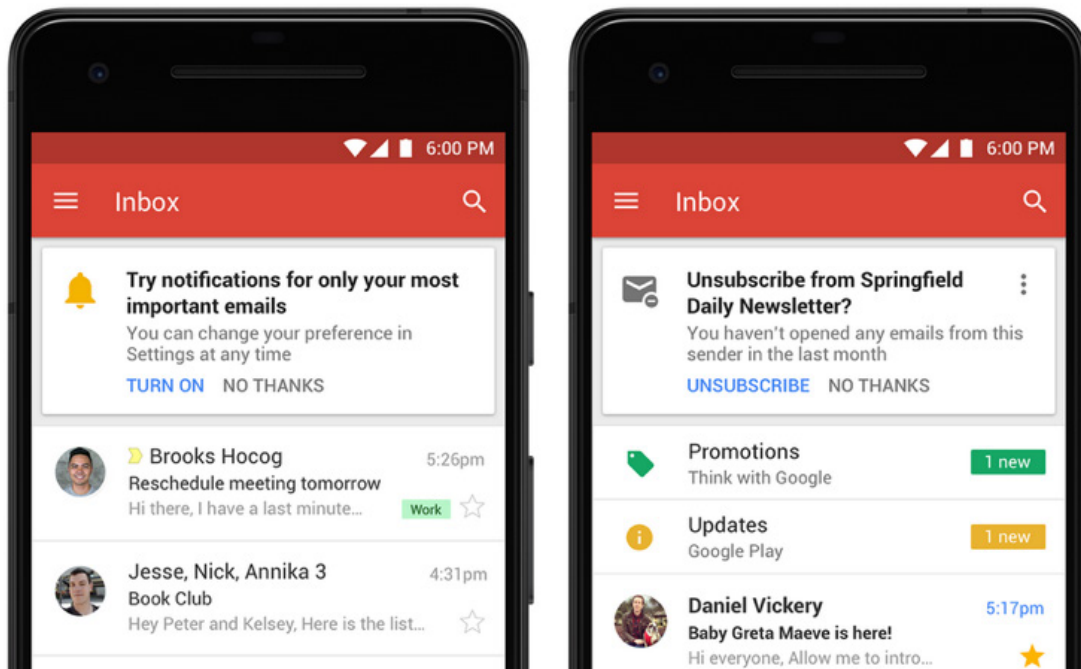 6:00 PM
Inbox
Try notifications for only your most
important emails
You can change your preference in
Settings at any time
TURN ON NO THANKS
Brooks Hocog 5:26pm
Reschedule meeting tomorrow
Hi there, I have a last minute... Work
Jesse, Nick, Annika 3 4:31pm
Book Club
Hey Peter and Kelsey, Here is the list...
6:00 PM
Inbox
Unsubscribe from Springfield
Daily Newsletter?
You haven't opened any emails from this
sender in the last month
UNSUBSCRIBE NO THANKS
Promotions 1 new
Think with Google
Updates 1 new
Google Play
Daniel Vickery 5:17pm
Baby Greta Maeve is here!
Hi everyone, Allow me to intro...